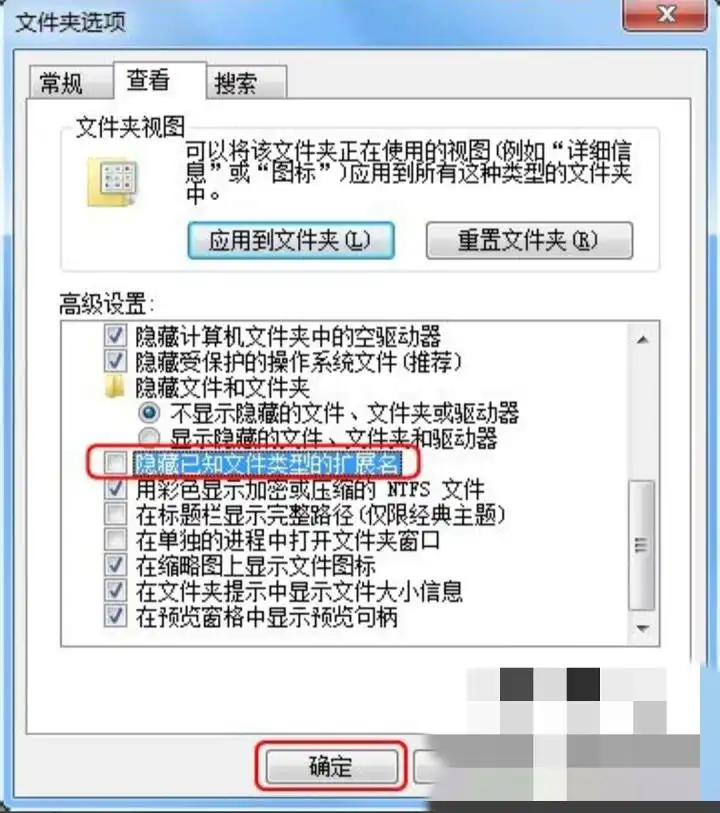 文件夹选项
常规
查看
搜索
文件夹视图
可以将该文件夹正在使用的视图(例如“详细信
息”或“图标”)应用到所有这种类型的文件夹
中。
应用到文件夹(L)
重置文件夹(R)
高级设置:
隐藏计算机文件夹中的空驱动器
隐藏受保护的操作系统文件(推荐)
隐藏文件和文件夹
不显示隐藏的文件、文件夹或驱动器
显示隐藏的文件、文件夹和驱动器
隐藏已知文件类型的扩展名
用彩色显示加密或压缩的 NTFS 文件
在标题栏显示完整路径(仅限经典主题)
在单独的进程中打开文件夹窗口
在缩略图上显示文件图标
在文件夹提示中显示文件大小信息
在预览窗格中显示预览句柄
确定